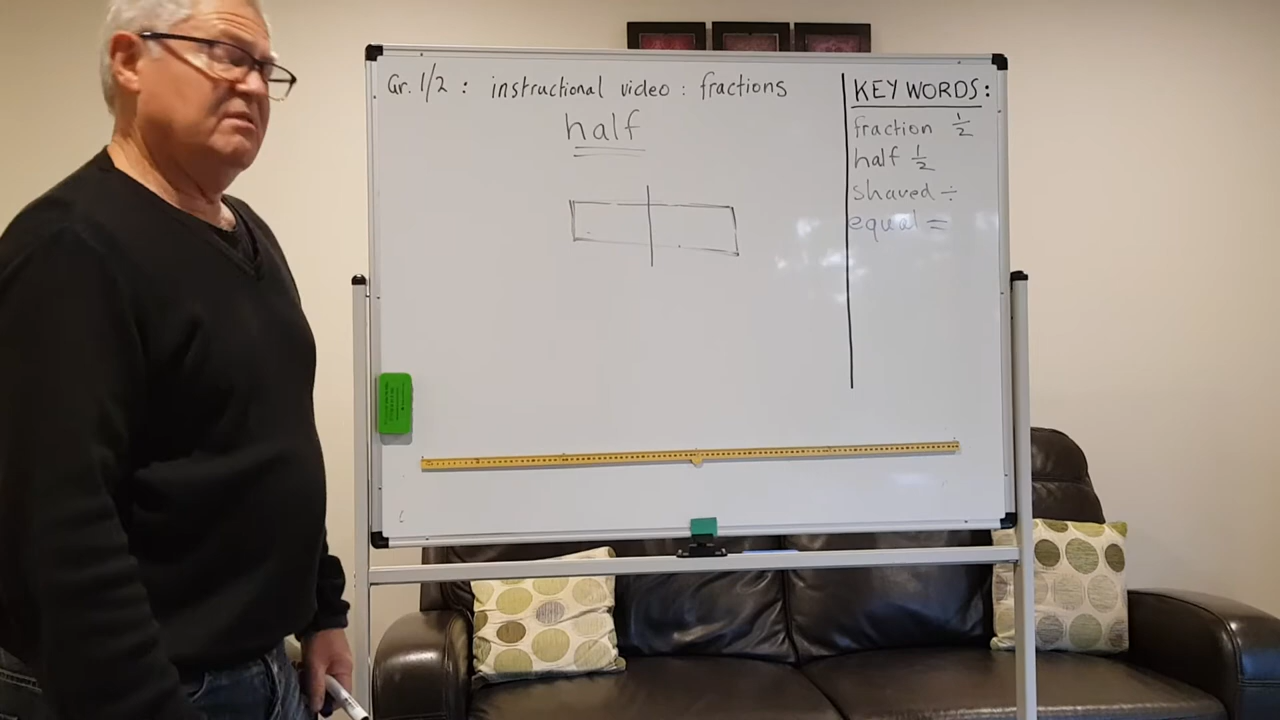 Gr. 1/2 : instructional video : fractions
half
KEY WORDS:
fraction 1/2
half 1/2
shared ÷
equal =